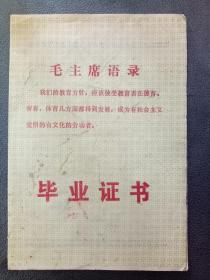 毛主席语录
我们的教育方针，应该使受教育者在德育、
智育、体育几方面都得到发展，成为有社会主义
觉悟的有文化的劳动者。
毕业证书